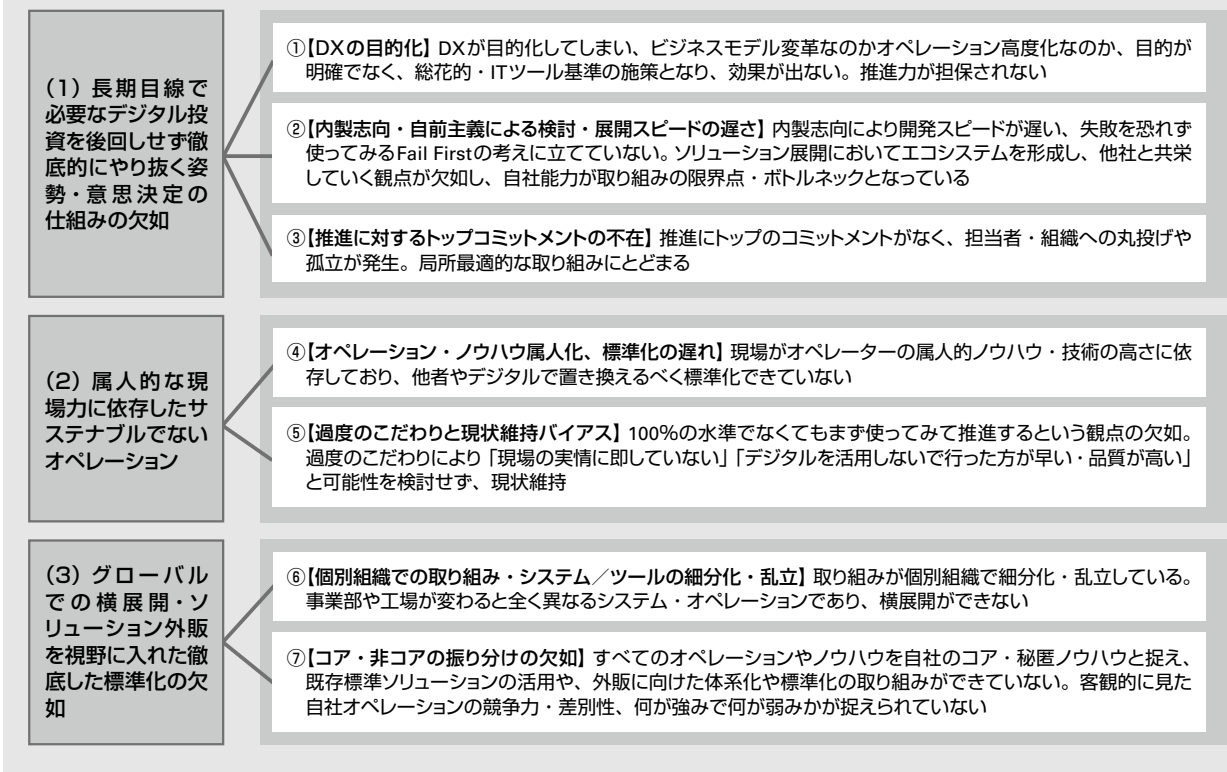 (1) 長期目線で
必要なデジタル投
資を後回しせず徹
底的にやり抜く姿
勢・意思決定の
仕組みの欠如
①【DXの目的化】DXが目的化してしまい、ビジネスモデル変革なのかオペレーション高度化なのか、目的が
明確でなく、総花的・ITツール基準の施策となり、効果が出ない。推進力が担保されない
②【内製志向・自前主義による検討・展開スピードの遅さ】内製志向により開発スピードが遅い、失敗を恐れず
使ってみるFail Firstの考えに立てていない。ソリューション展開においてエコシステムを形成し、他社と共栄
していく観点が欠如し、自社能力が取り組みの限界点・ボトルネックとなっている
③【推進に対するトップコミットメントの不在】推進にトップのコミットメントがなく、担当者・組織への丸投げや
孤立が発生。局所最適的な取り組みにとどまる
(2) 属人的な現
場力に依存したサ
ステナブルでない
オペレーション
④【オペレーション・ノウハウ属人化、標準化の遅れ】現場がオペレーターの属人的ノウハウ・技術の高さに依
存しており、他者やデジタルで置き換えるべく標準化できていない
⑤【過度のこだわりと現状維持バイアス】100%の水準でなくてもまず使ってみて推進するという観点の欠如。
過度のこだわりにより「現場の実情に即していない」「デジタルを活用しないで行った方が早い・品質が高い」
と可能性を検討せず、現状維持
(3) グローバル
での横展開・ソ
リューション外販
を視野に入れた徹
底した標準化の欠
如
⑥【個別組織での取り組み・システム/ツールの細分化・乱立】取り組みが個別組織で細分化・乱立している。
事業部や工場が変わると全く異なるシステム・オペレーションであり、横展開ができない
⑦【コア・非コアの振り分けの欠如】すべてのオペレーションやノウハウを自社のコア・秘匿ノウハウと捉え、
既存標準ソリューションの活用や、外販に向けた体系化や標準化の取り組みができていない。客観的に見た
自社オペレーションの競争力・差別性、何が強みで何が弱みかが捉えられていない